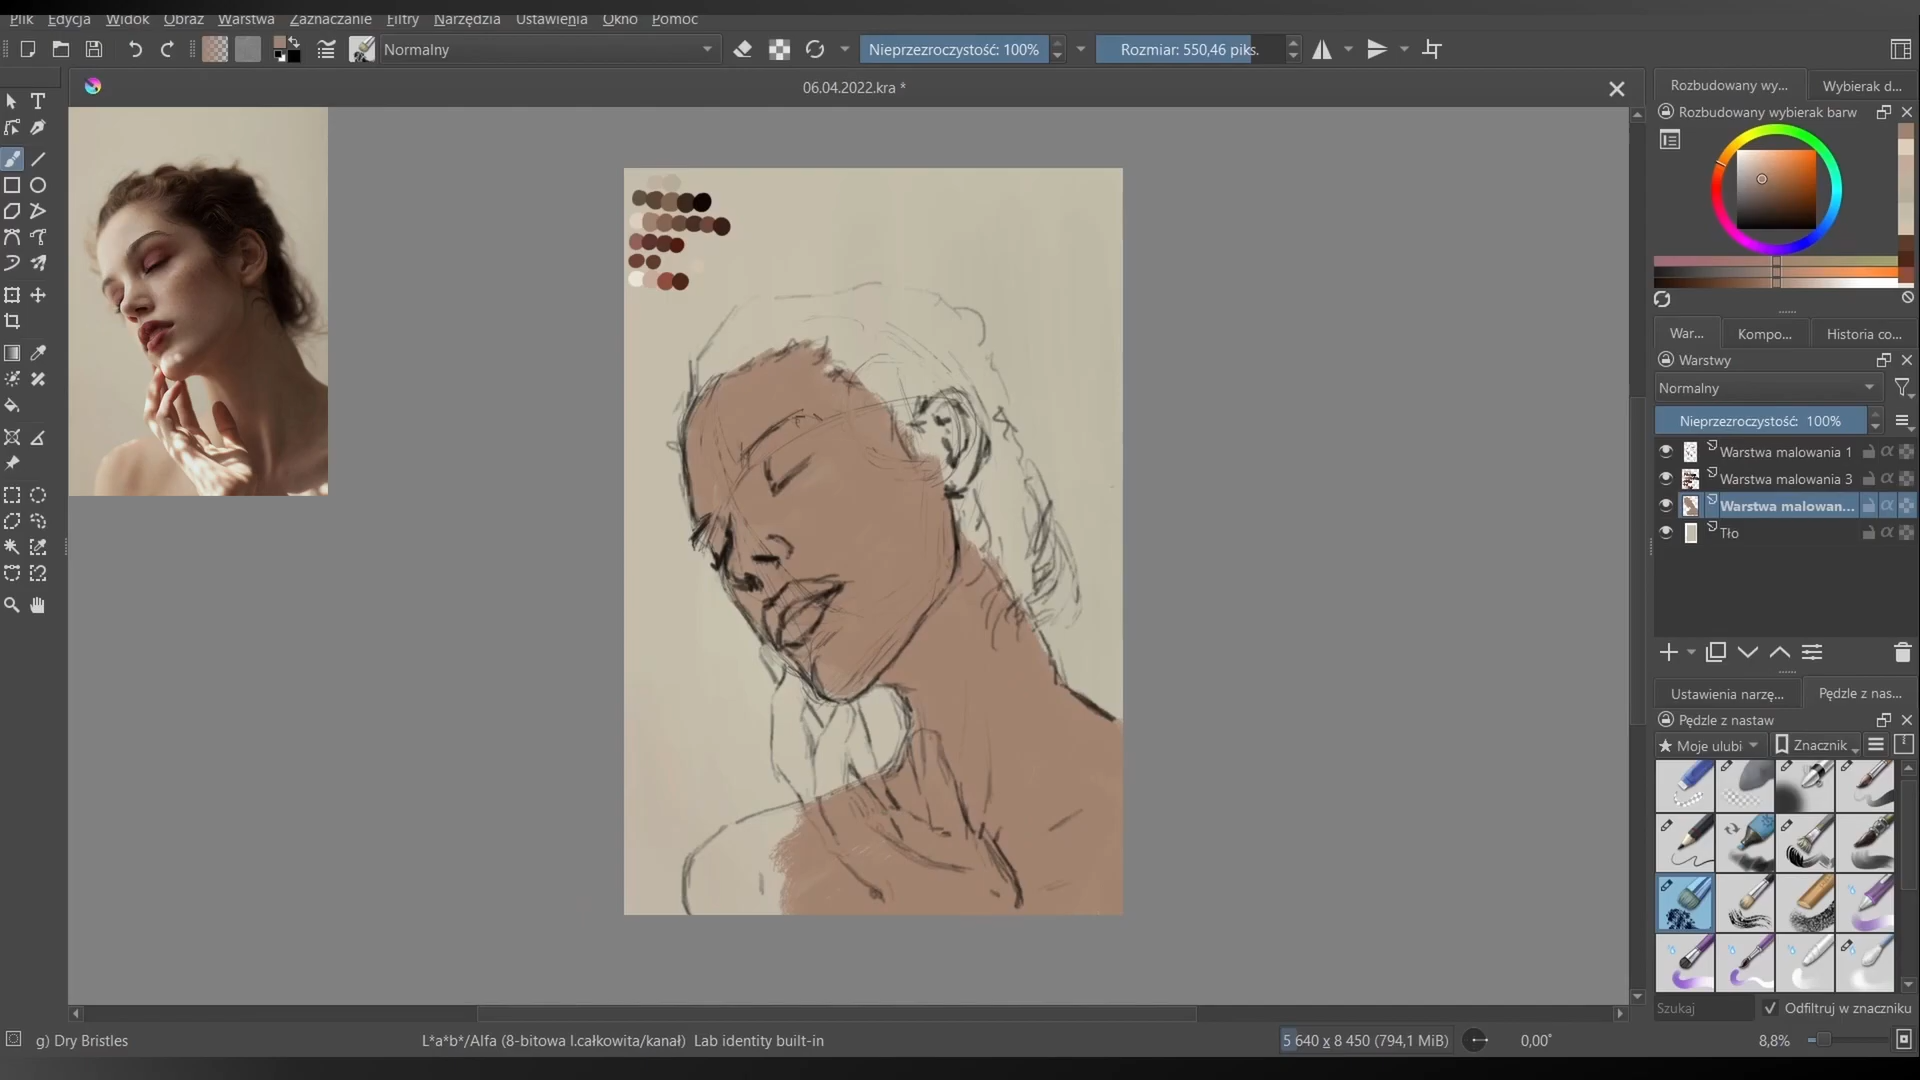 Plik Edycja Widok Obraz Warstwa Zaznaczanie Filtry Narzędzia Ustawienia Okno Pomoc
Normalny Nieprzezroczystość: 100% Rozmiar: 550,46 piks.
06.04.2022.kra *
Rozbudowany wy... Wybierak d...
Rozbudowany wybierak barw
War... Kompo... Historia co...
Warstwy
Normalny
Nieprzezroczystość: 100%
Warstwa malowania 1
Warstwa malowania 3
Warstwa malowan...
Tło
Ustawienia narzę... Pędzle z nas...
Pędzle z nastaw
Moje ulubi Znacznik
Szukaj Odfiltruj w znaczniku
g) Dry Bristles L*a*b*/Alfa (8-bitowa l.całkowita/kanał) Lab identity built-in 5 640 x 8 450 (794,1 MiB) 0,00° 8,8%